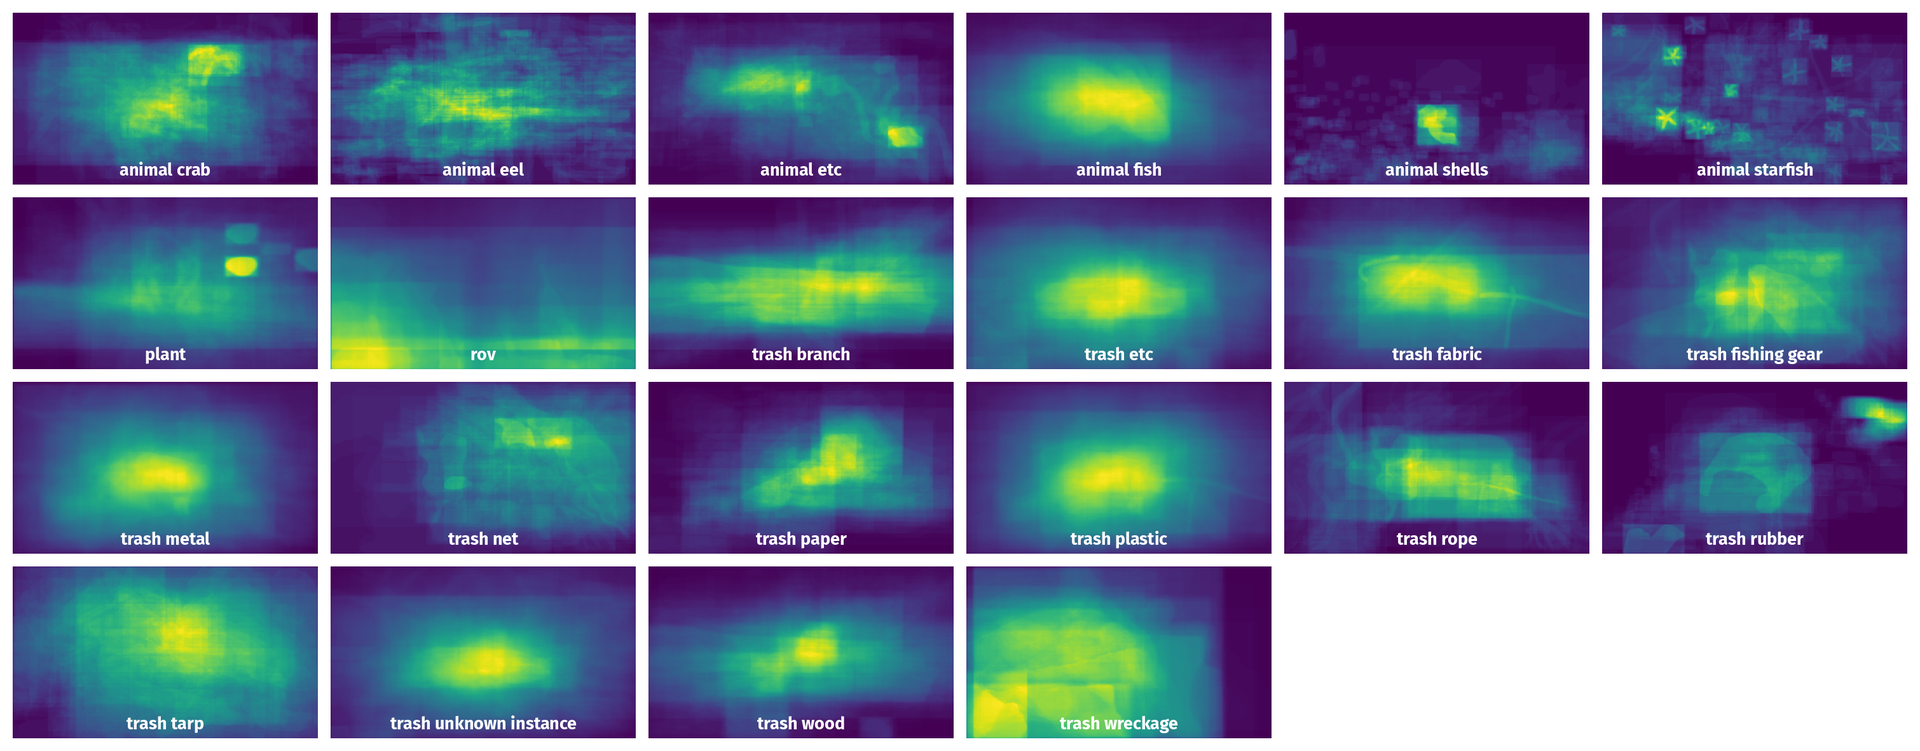 animal crab
animal eel
animal etc
animal fish
animal shells
animal starfish
plant
rov
trash branch
trash etc
trash fabric
trash fishing gear
trash metal
trash net
trash paper
trash plastic
trash rope
trash rubber
trash tarp
trash unknown instance
trash wood
trash wreckage